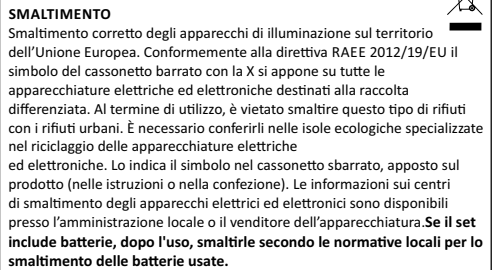 SMALTIMENTO
Smaltimento corretto degli apparecchi di illuminazione sul territorio
dell'Unione Europea. Conformemente alla direttiva RAEE 2012/19/EU il
simbolo del cassonetto barrato con la X si appone su tutte le
apparecchiature elettriche ed elettroniche destinati alla raccolta
differenziata. Al termine di utilizzo, è vietato smaltire questo tipo di rifiuti
con i rifiuti urbani. È necessario conferirli nelle isole ecologiche specializzate
nel riciclaggio delle apparecchiature elettriche
ed elettroniche. Lo indica il simbolo nel cassonetto sbarrato, apposto sul
prodotto (nelle istruzioni o nella confezione). Le informazioni sui centri
di smaltimento degli apparecchi elettrici ed elettronici sono disponibili
presso l'amministrazione locale o il venditore dell'apparecchiatura.Se il set
include batterie, dopo l'uso, smaltirle secondo le normative locali per lo
smaltimento delle batterie usate.